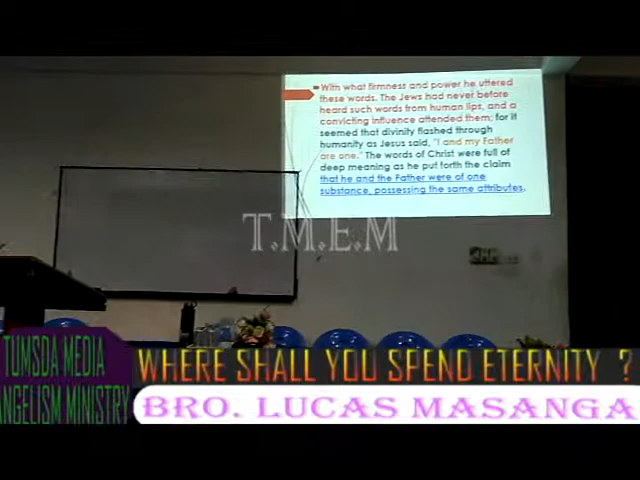 With what firmness and power he uttered
these words. The Jews had never before
heard such words from human lips, and a
convicting influence attended them; for it
seemed that divinity flashed through
humanity as Jesus said, "I and my Father
are one." The words of Christ were full of
deep meaning as he put forth the claim
that he and the Father were of one
substance, possessing the same attributes.
T.M.E.M
TUMSDA MEDIA
ANGELISM MINISTRY
WHERE SHALL YOU SPEND ETERNITY ?
BRO. LUCAS MASANGA